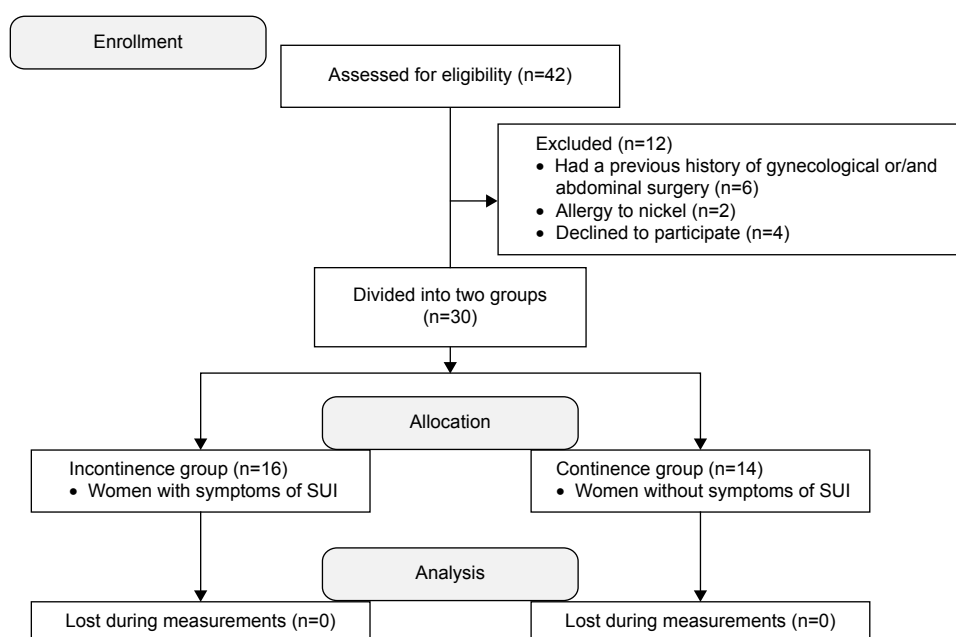 Enrollment
Assessed for eligibility (n=42)
Excluded (n=12)
• Had a previous history of gynecological or/and
abdominal surgery (n=6)
• Allergy to nickel (n=2)
• Declined to participate (n=4)
Divided into two groups
(n=30)
Allocation
Incontinence group (n=16)
• Women with symptoms of SUI
Continence group (n=14)
• Women without symptoms of SUI
Analysis
Lost during measurements (n=0)
Lost during measurements (n=0)